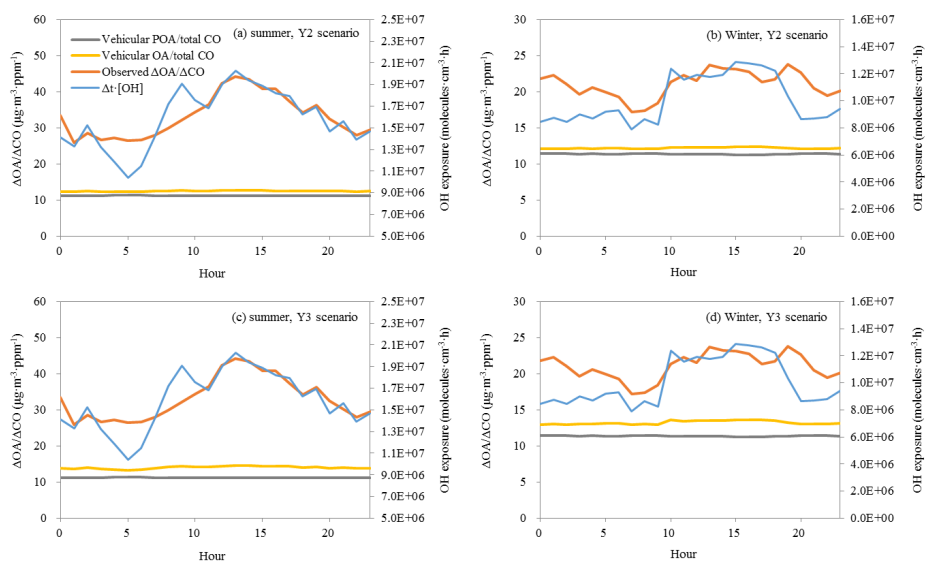 ΔOA/ΔCO (μg·m⁻³·ppm⁻¹)
60
50
40
30
20
10
0
Vehicular POA/total CO
Vehicular OA/total CO
Observed ΔOA/ΔCO
Δt·[OH]
(a) summer, Y2 scenario
2.5E+07
2.3E+07
2.1E+07
1.9E+07
1.7E+07
1.5E+07
1.3E+07
1.1E+07
9.0E+06
7.0E+06
5.0E+06
OH exposure (molecules·cm⁻³·h)
0 5 10 15 20
Hour
ΔOA/ΔCO (μg·m⁻³·ppm⁻¹)
30
25
20
15
10
5
0
(b) Winter, Y2 scenario
1.6E+07
1.4E+07
1.2E+07
1.0E+07
8.0E+06
6.0E+06
4.0E+06
2.0E+06
0.0E+00
OH exposure (molecules·cm⁻³·h)
0 5 10 15 20
Hour
ΔOA/ΔCO (μg·m⁻³·ppm⁻¹)
60
50
40
30
20
10
0
(c) summer, Y3 scenario
2.5E+07
2.3E+07
2.1E+07
1.9E+07
1.7E+07
1.5E+07
1.3E+07
1.1E+07
9.0E+06
7.0E+06
5.0E+06
OH exposure (molecules·cm⁻³·h)
0 5 10 15 20
Hour
ΔOA/ΔCO (μg·m⁻³·ppm⁻¹)
30
25
20
15
10
5
0
(d) Winter, Y3 scenario
1.6E+07
1.4E+07
1.2E+07
1.0E+07
8.0E+06
6.0E+06
4.0E+06
2.0E+06
0.0E+00
OH exposure (molecules·cm⁻³·h)
0 5 10 15 20
Hour